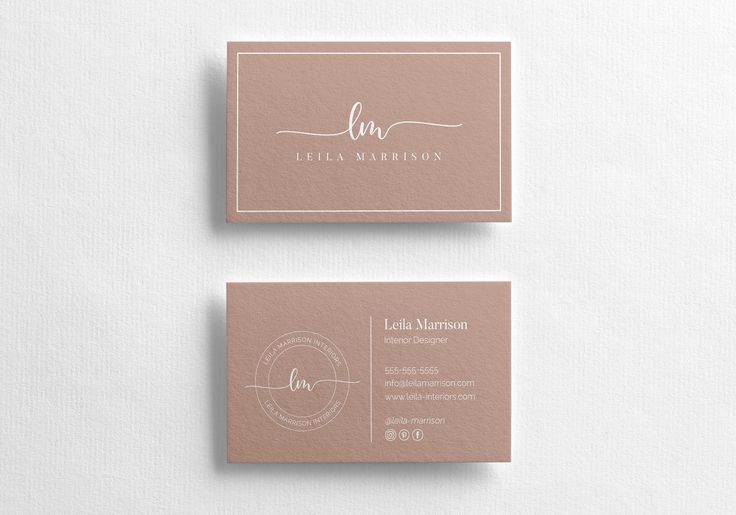 lm
LEILA MARRISON
LEILA MARRISON INTERIORS
lm
LEILA MARRISON INTERIORS
Leila Marrison
Interior Designer
555-555-5555
info@leilamarrison.com
www.leila-interiors.com
@leila-marrison